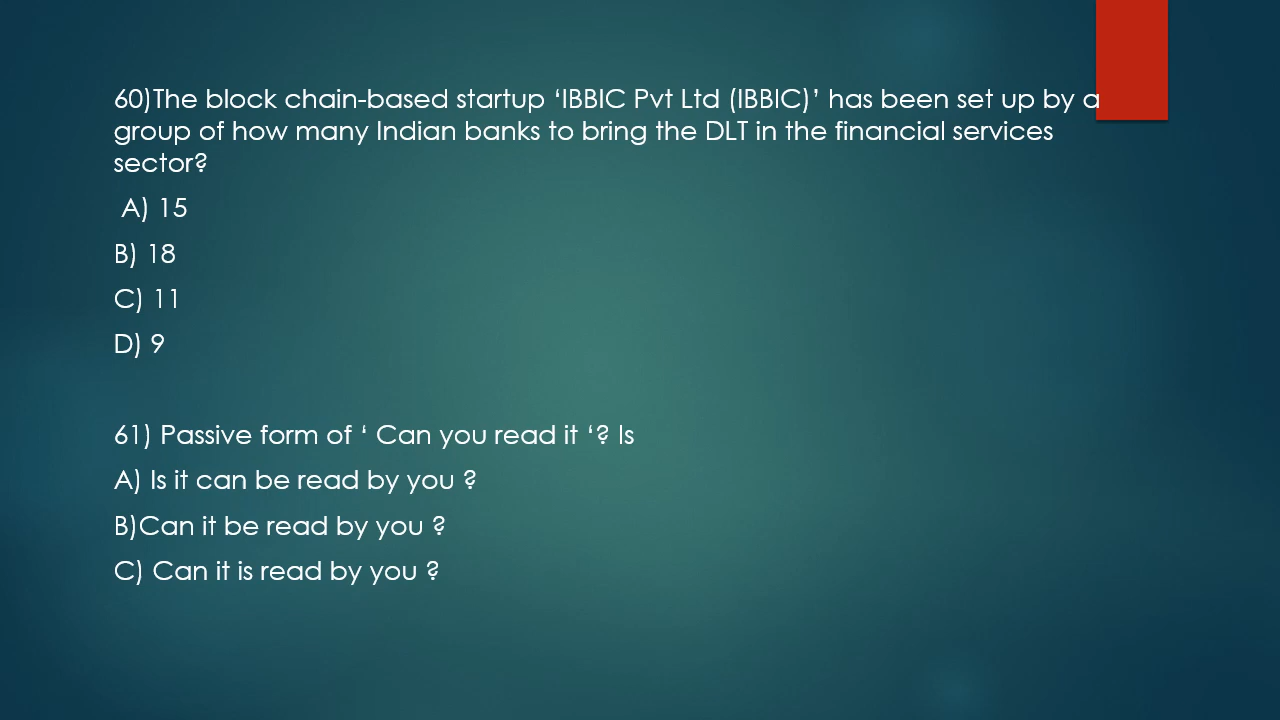 60)The block chain-based startup ‘IBBIC Pvt Ltd (IBBIC)’ has been set up by a
group of how many Indian banks to bring the DLT in the financial services
sector?
A) 15
B) 18
C) 11
D) 9
61) Passive form of ‘ Can you read it ‘? Is
A) Is it can be read by you ?
B)Can it be read by you ?
C) Can it is read by you ?